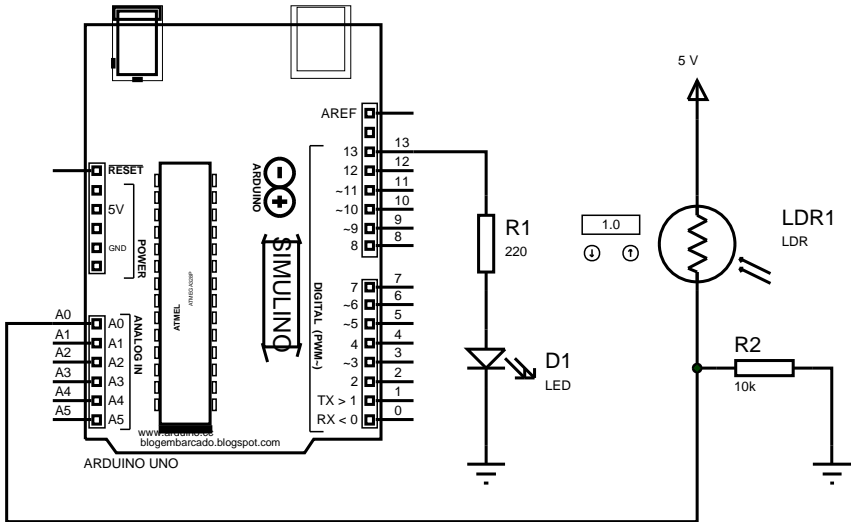 AREF
13
12
~11
~10
~9
8
7
~6
~5
4
~3
2
TX > 1
RX < 0
13
12
11
10
9
8
7
6
5
4
3
2
1
0
RESET
5V
GND
POWER
A0
A1
A2
A3
A4
A5
A0
A1
A2
A3
A4
A5
ANALOG IN
ATMEL
ATMEGA328P
ARDUINO
SIMULINO
DIGITAL (PWM~)
www.arduino.cc
blogembarcado.blogspot.com
ARDUINO UNO
R1
220
D1
LED
5 V
1.0
LDR1
LDR
R2
10k